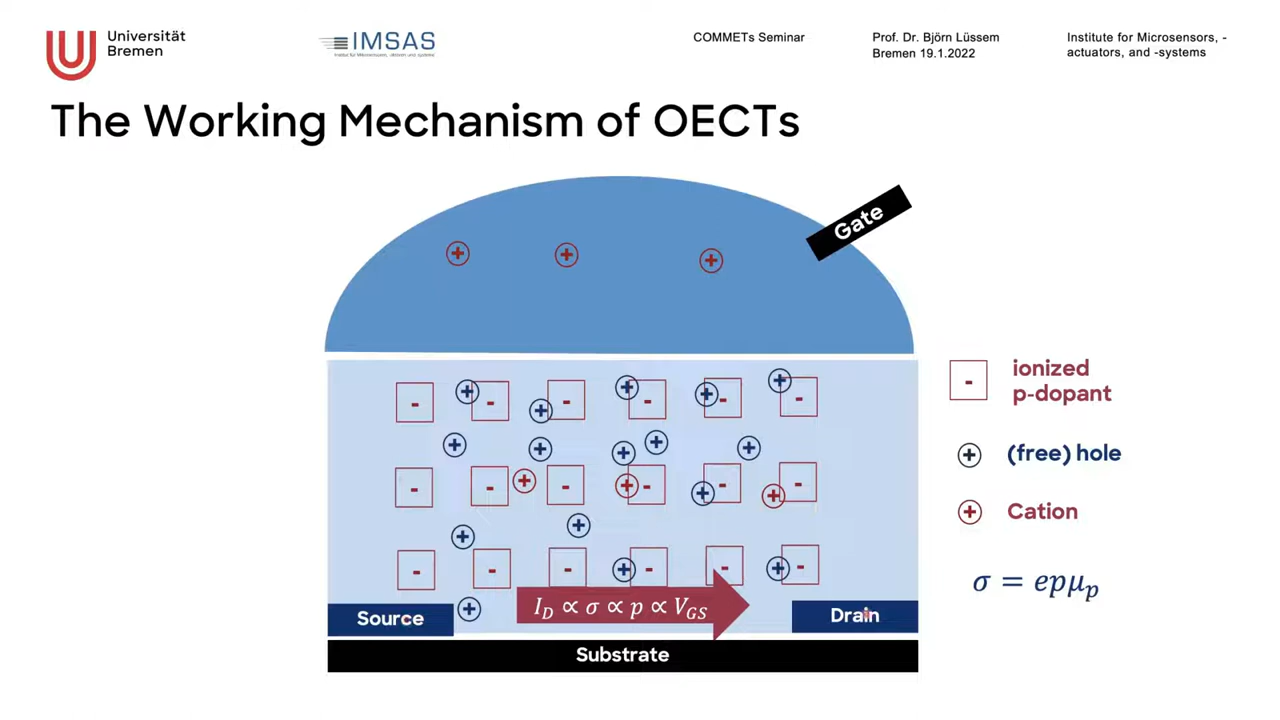 Universität
Bremen
IMSAS
COMMETs Seminar
Prof. Dr. Björn Lüssem
Bremen 19.1.2022
Institute for Microsensors, -
actuators, and -systems
The Working Mechanism of OECTs
Gate
ionized
p-dopant
(free) hole
Cation
σ = epμₚ
I_D ∝ σ ∝ p ∝ V_GS
Source
Drain
Substrate